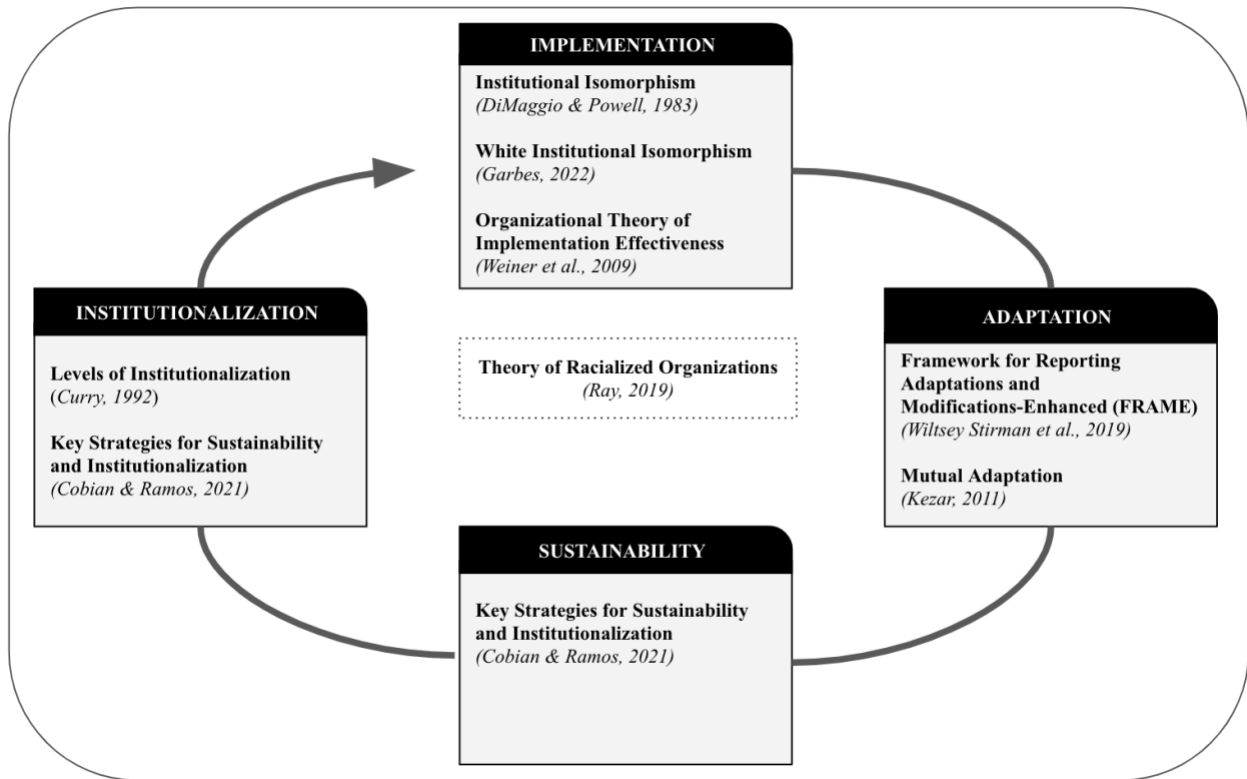 IMPLEMENTATION
Institutional Isomorphism
(DiMaggio & Powell, 1983)
White Institutional Isomorphism
(Garbes, 2022)
Organizational Theory of
Implementation Effectiveness
(Weiner et al., 2009)
INSTITUTIONALIZATION
Levels of Institutionalization
(Curry, 1992)
Key Strategies for Sustainability
and Institutionalization
(Cobian & Ramos, 2021)
Theory of Racialized Organizations
(Ray, 2019)
ADAPTATION
Framework for Reporting
Adaptations and
Modifications-Enhanced (FRAME)
(Wiltsey Stirman et al., 2019)
Mutual Adaptation
(Kezar, 2011)
SUSTAINABILITY
Key Strategies for Sustainability
and Institutionalization
(Cobian & Ramos, 2021)